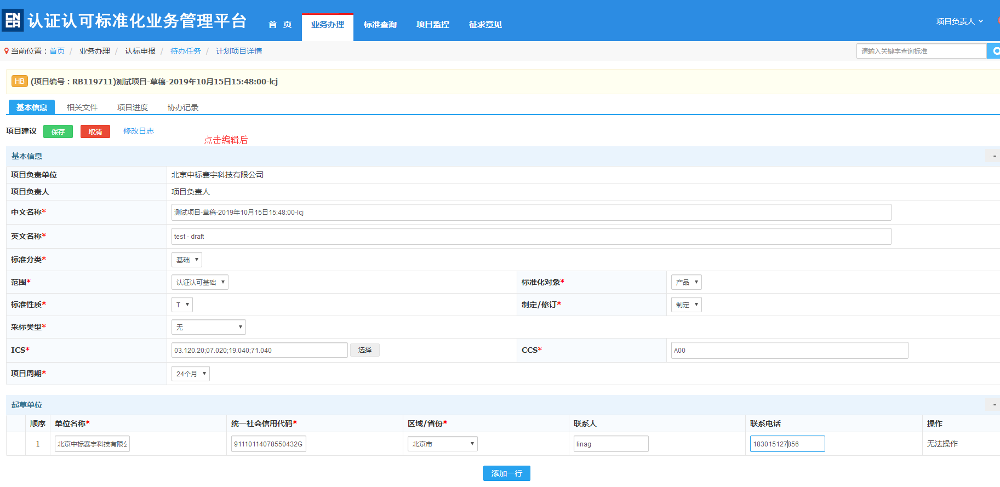 CNEA 认证认可标准化业务管理平台 首 页 业务办理 标准查询 项目监控 征求意见 项目负责人
当前位置：首页 / 业务办理 / 认标申报 / 待办任务 / 计划项目详情 请输入关键字查询标准
HB (项目编号：RB119711)测试项目-草稿-2019年10月15日15:48:00-lcj
基本信息 相关文件 项目进度 协办记录
项目建议 保存 取消 修改日志
点击编辑后
基本信息 -
项目负责单位 北京中标赛宇科技有限公司
项目负责人 项目负责人
中文名称* 测试项目-草稿-2019年10月15日15:48:00-lcj
英文名称* test - draft
标准分类* 基础
范围* 认证认可基础 标准化对象* 产品
标准性质* T 制定/修订* 制定
采标类型* 无
ICS* 03.120.20;07.020;19.040;71.040 选择 CCS* A00
项目周期* 24个月
起草单位 -
顺序 单位名称* 统一社会信用代码* 区域/省份* 联系人 联系电话 操作
1 北京中标赛宇科技有限公 91110114078550432G 北京市 linag 183015127856 无法操作
添加一行